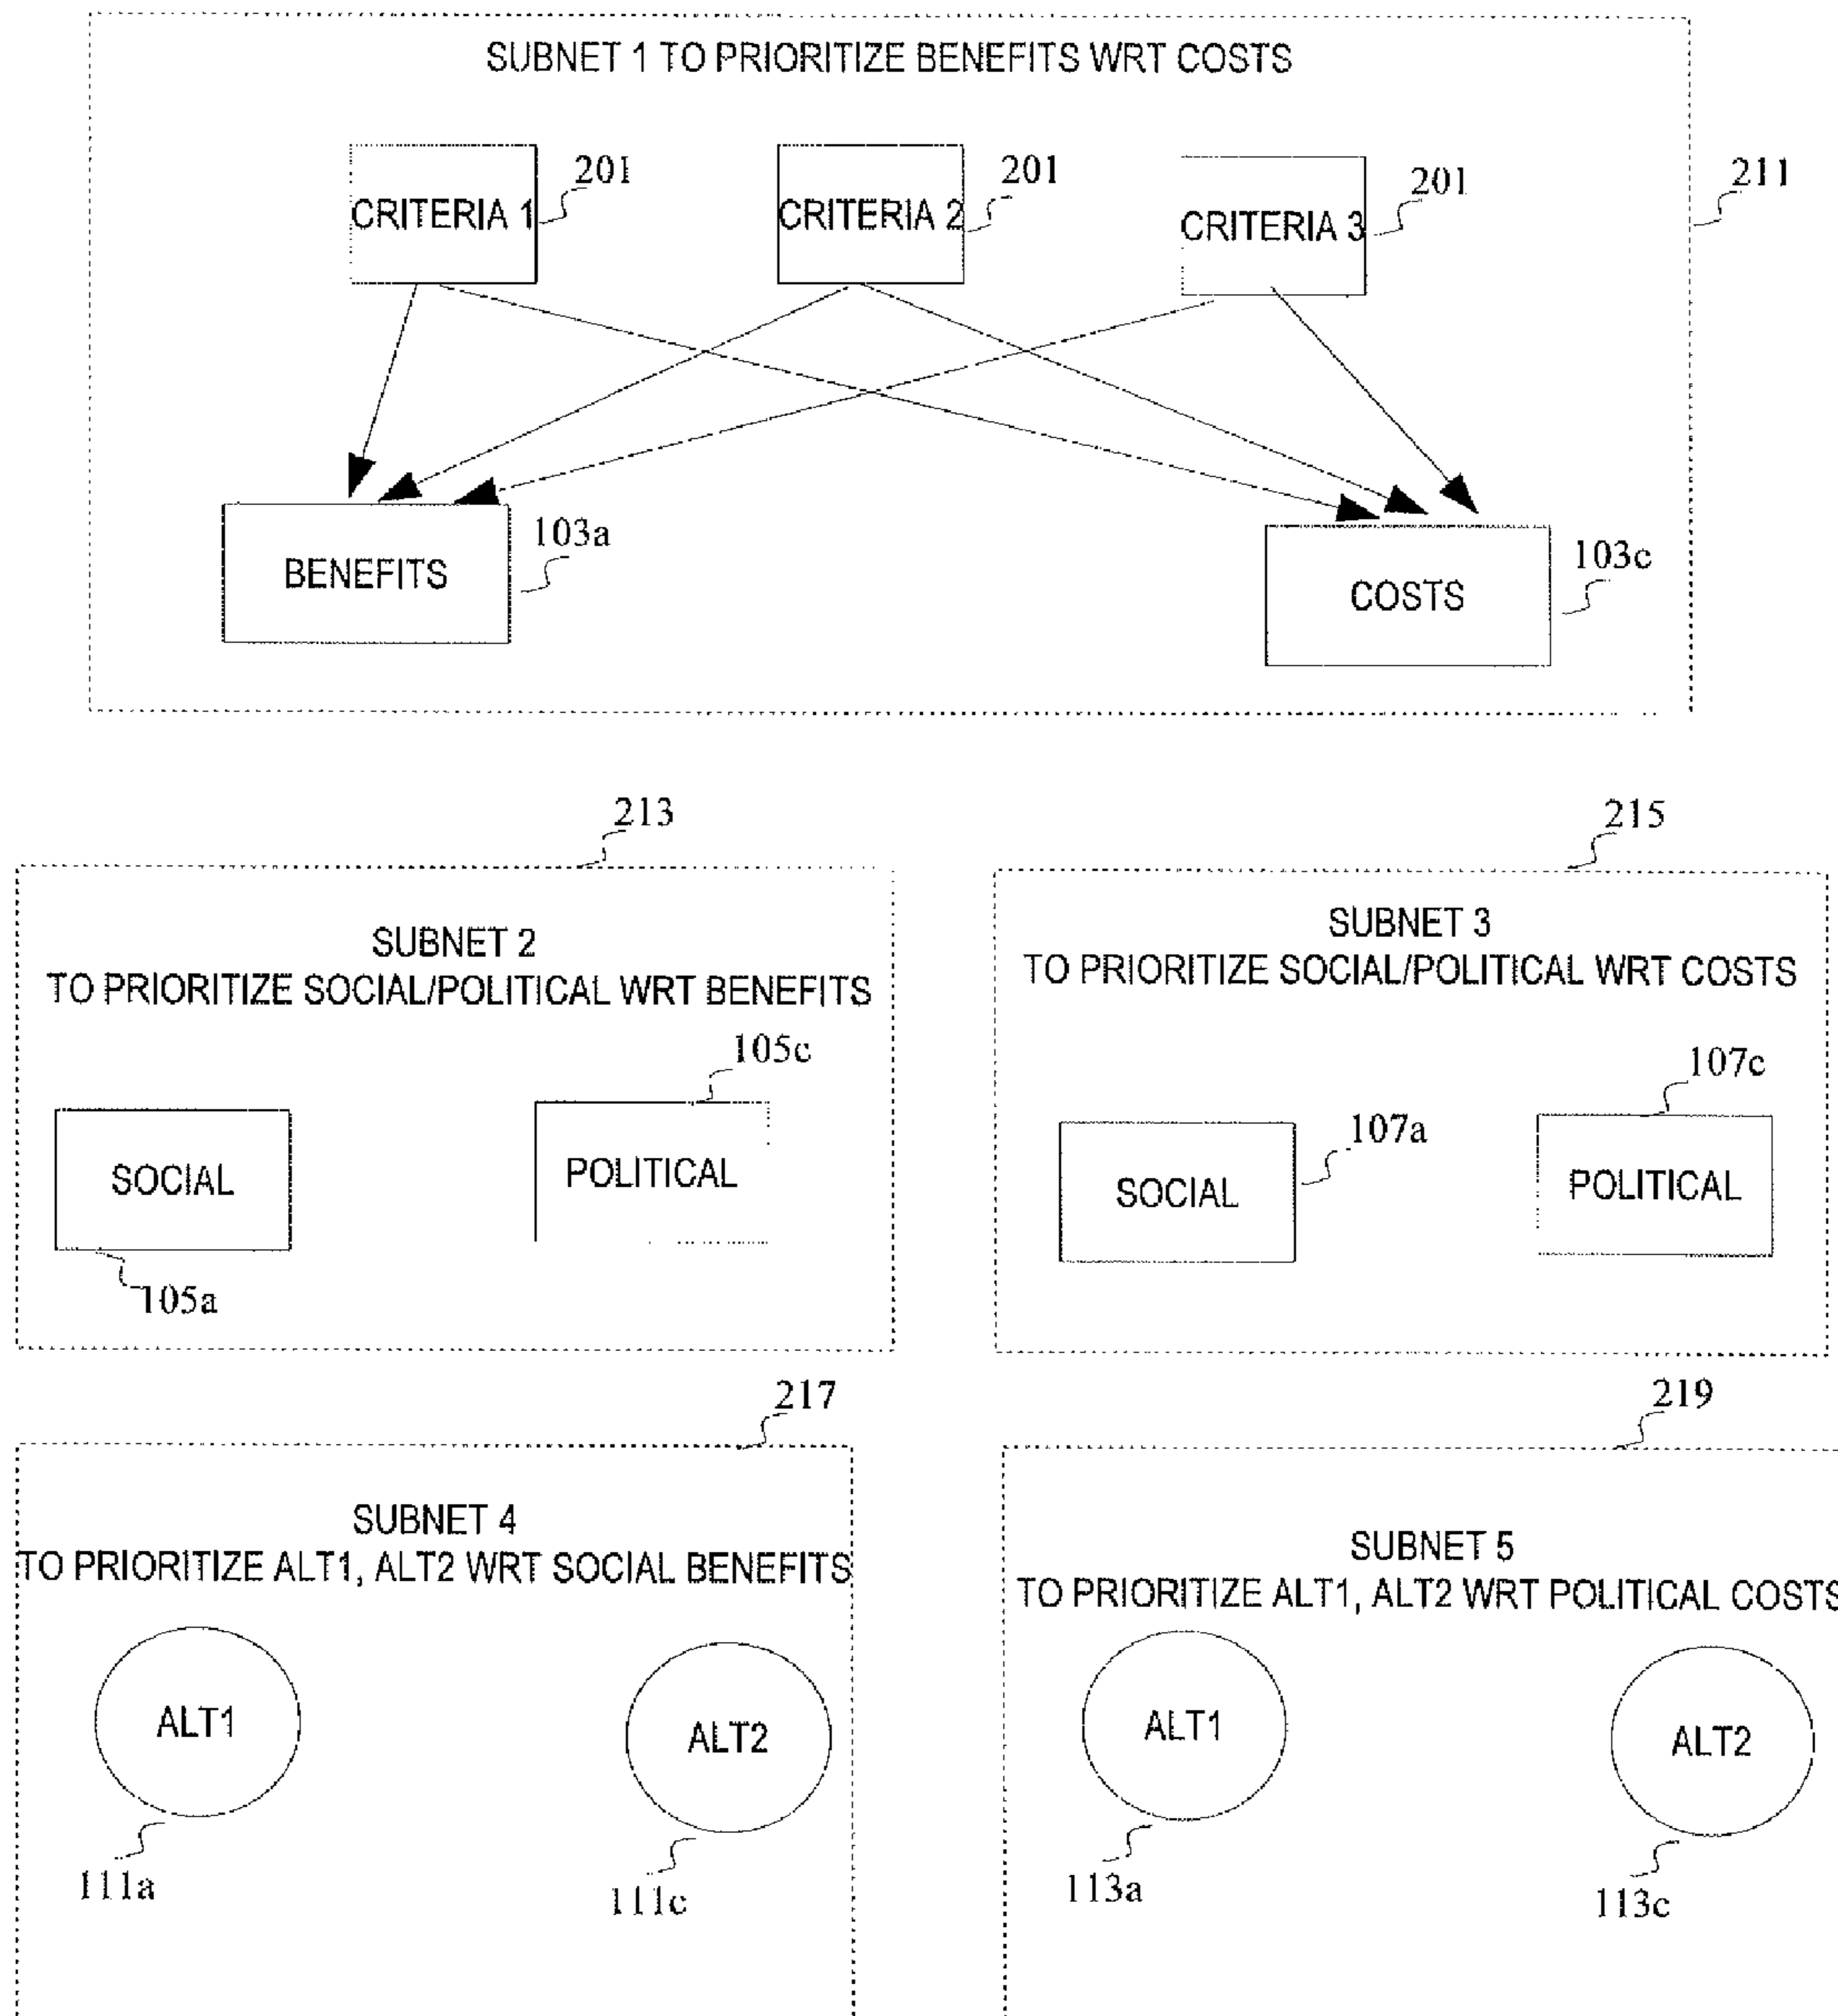 SUBNET 1 TO PRIORITIZE BENEFITS WRT COSTS
201
201
201
211
CRITERIA 1
CRITERIA 2
CRITERIA 3
103a
103c
BENEFITS
COSTS
213
215
SUBNET 2
TO PRIORITIZE SOCIAL/POLITICAL WRT BENEFITS
SUBNET 3
TO PRIORITIZE SOCIAL/POLITICAL WRT COSTS
105c
107c
107a
SOCIAL
POLITICAL
SOCIAL
POLITICAL
105a
217
219
SUBNET 4
TO PRIORITIZE ALT1, ALT2 WRT SOCIAL BENEFITS
SUBNET 5
TO PRIORITIZE ALT1, ALT2 WRT POLITICAL COSTS
ALT1
ALT2
ALT1
ALT2
111a
111c
113a
113c